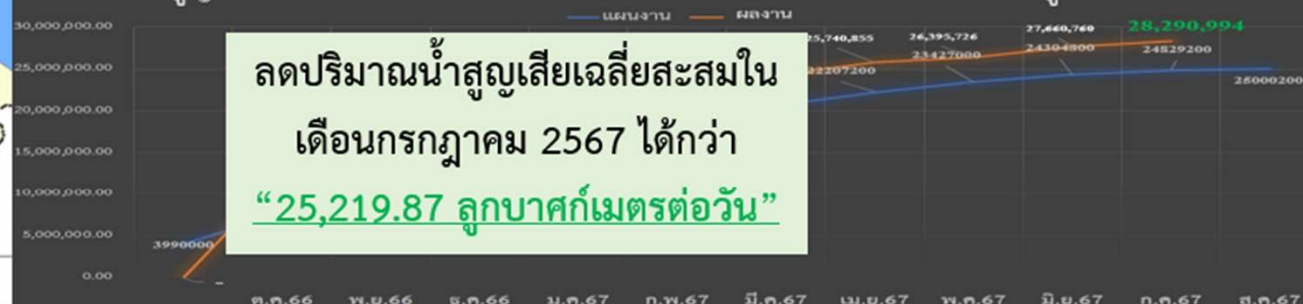 แผนงาน ผลงาน
30,000,000.00
25,000,000.00
20,000,000.00
15,000,000.00
10,000,000.00
5,000,000.00
0.00
25,740,855 26,395,726 27,660,760 28,290,994
22207200 23427000 24304800 24829200 25000200
3990000
-
ลดปริมาณน้ำสูญเสียเฉลี่ยสะสมใน
เดือนกรกฎาคม 2567 ได้กว่า
“25,219.87 ลูกบาศก์เมตรต่อวัน”
ต.ค.66 พ.ย.66 ธ.ค.66 ม.ค.67 ก.พ.67 มี.ค.67 เม.ย.67 พ.ค.67 มิ.ย.67 ก.ค.67 ส.ค.67